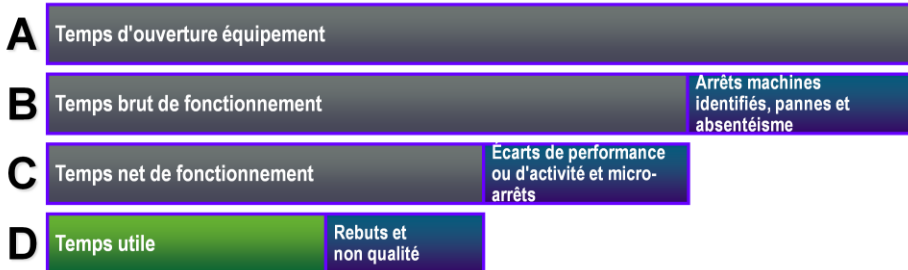 A
Temps d'ouverture équipement
B
Temps brut de fonctionnement
Arrêts machines
identifiés, pannes et
absentéisme
C
Temps net de fonctionnement
Écarts de performance
ou d'activité et micro-
arrêts
D
Temps utile
Rebuts et
non qualité